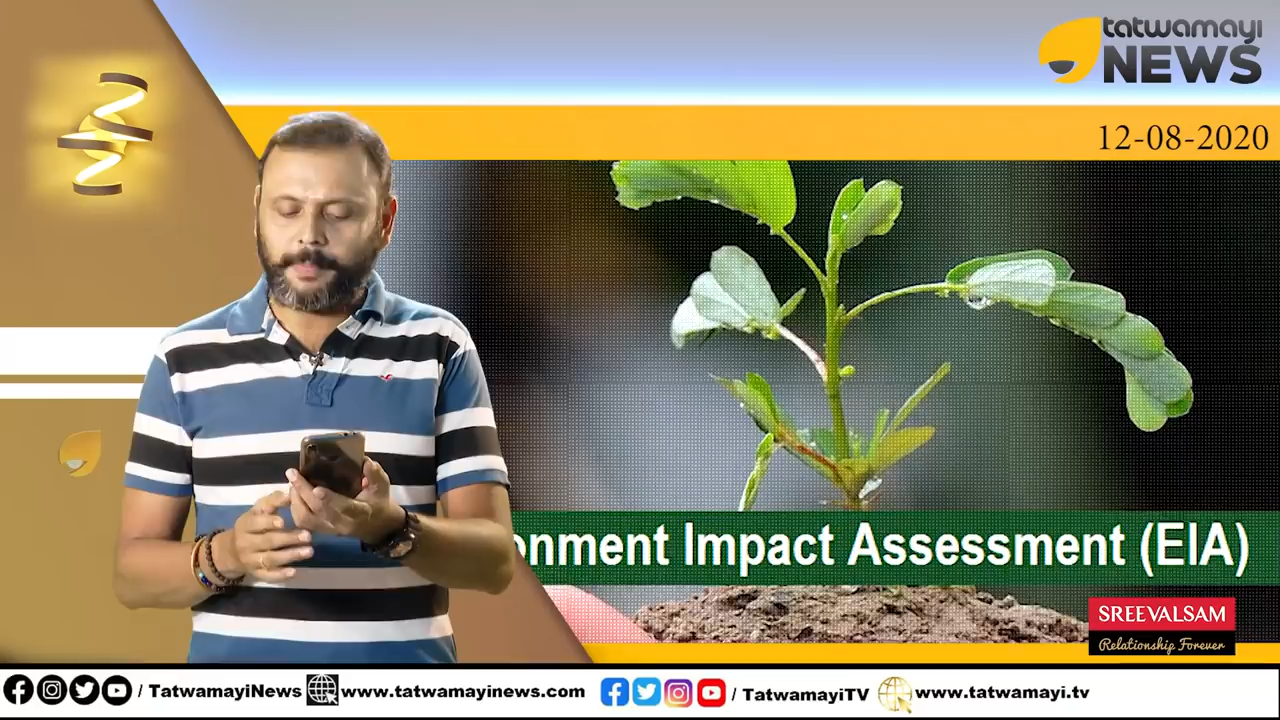 tatwamayi
NEWS
12-08-2020
onment Impact Assessment (EIA)
SREEVALSAM
Relationship Forever
/ TatwamayiNews www.tatwamayinews.com / TatwamayiTV www.tatwamayi.tv